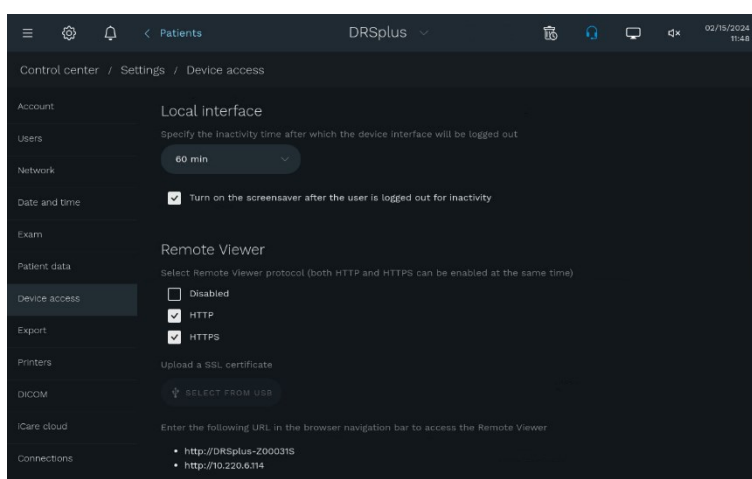 Patients
DRSplus
02/15/2024
11:48
Control center / Settings / Device access
Account
Users
Network
Date and time
Exam
Patient data
Device access
Export
Printers
DICOM
iCare cloud
Connections
Local interface
Specify the inactivity time after which the device interface will be logged out
60 min
Turn on the screensaver after the user is logged out for inactivity
Remote Viewer
Select Remote Viewer protocol (both HTTP and HTTPS can be enabled at the same time)
Disabled
HTTP
HTTPS
Upload a SSL certificate
SELECT FROM USB
Enter the following URL in the browser navigation bar to access the Remote Viewer
• http://DRSplus-Z00031S
• http://10.220.6.114